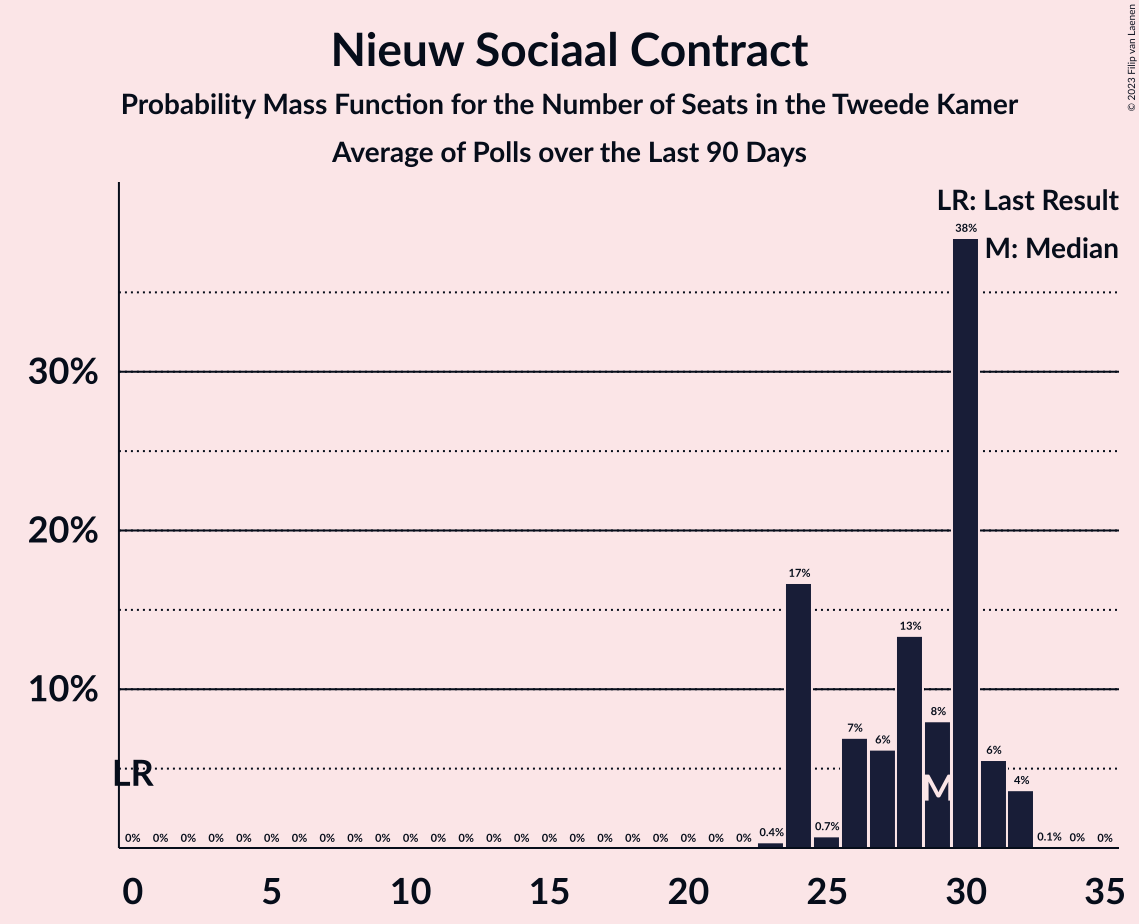 Nieuw Sociaal Contract
Probability Mass Function for the Number of Seats in the Tweede Kamer
Average of Polls over the Last 90 Days
© 2023 Filip van Laenen
LR: Last Result
M: Median
30%
20%
10%
LR
M
0% 0% 0% 0% 0% 0% 0% 0% 0% 0% 0% 0% 0% 0% 0% 0% 0% 0% 0% 0% 0% 0% 0% 0.4% 17% 0.7% 7% 6% 13% 8% 38% 6% 4% 0.1% 0% 0%
0 5 10 15 20 25 30 35